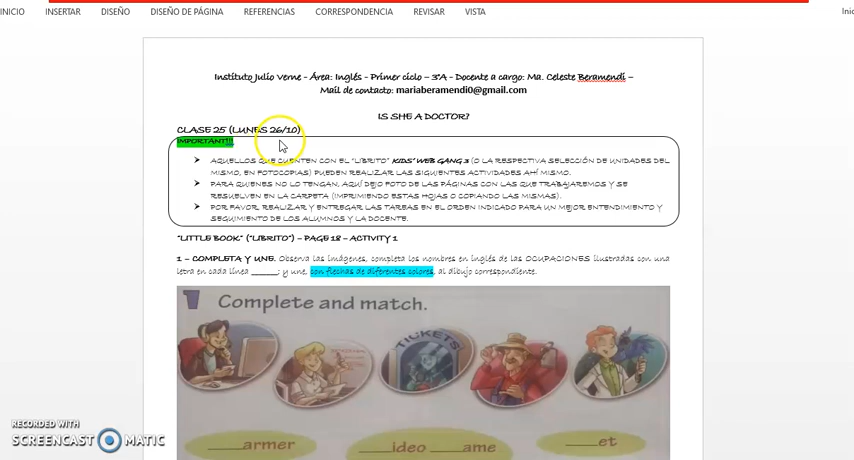 INICIO INSERTAR DISEÑO DISEÑO DE PÁGINA REFERENCIAS CORRESPONDENCIA REVISAR VISTA Inic
Instituto Julio Verne - Área: Inglés - Primer ciclo – 3°A - Docente a cargo: Ma. Celeste Beramendi –
Mail de contacto: mariaberamendi0@gmail.com
IS SHE A DOCTOR?
CLASE 25 (LUNES 26/10)
IMPORTANT!!!
➤ AQUELLOS QUE CUENTEN CON EL “LIBRITO” KIDS’ WEB GANG 3 (O LA RESPECTIVA SELECCIÓN DE UNIDADES DEL
MISMO, EN FOTOCOPIAS) PUEDEN REALIZAR LAS SIGUIENTES ACTIVIDADES AHÍ MISMO.
➤ PARA QUIENES NO LO TENGAN, AQUÍ DEJO FOTO DE LAS PÁGINAS CON LAS QUE TRABAJAREMOS Y SE
RESUELVEN EN LA CARPETA (IMPRIMIENDO ESTAS HOJAS O COPIANDO LAS MISMAS).
➤ POR FAVOR, REALIZAR Y ENTREGAR LAS TAREAS EN EL ORDEN INDICADO PARA UN MEJOR ENTENDIMIENTO Y
SEGUIMIENTO DE LOS ALUMNOS Y LA DOCENTE.
“LITTLE BOOK” (“LIBRITO”) – PAGE 18 – ACTIVITY 1
1 – COMPLETA Y UNE. Observa las imágenes, completa los nombres en inglés de las OCUPACIONES ilustradas con una
letra en cada línea ______; y une, con flechas de diferentes colores, al dibujo correspondiente.
Complete and match.
TICKETS
____armer
____ideo ____ame
____et
RECORDED WITH
SCREENCAST MATIC